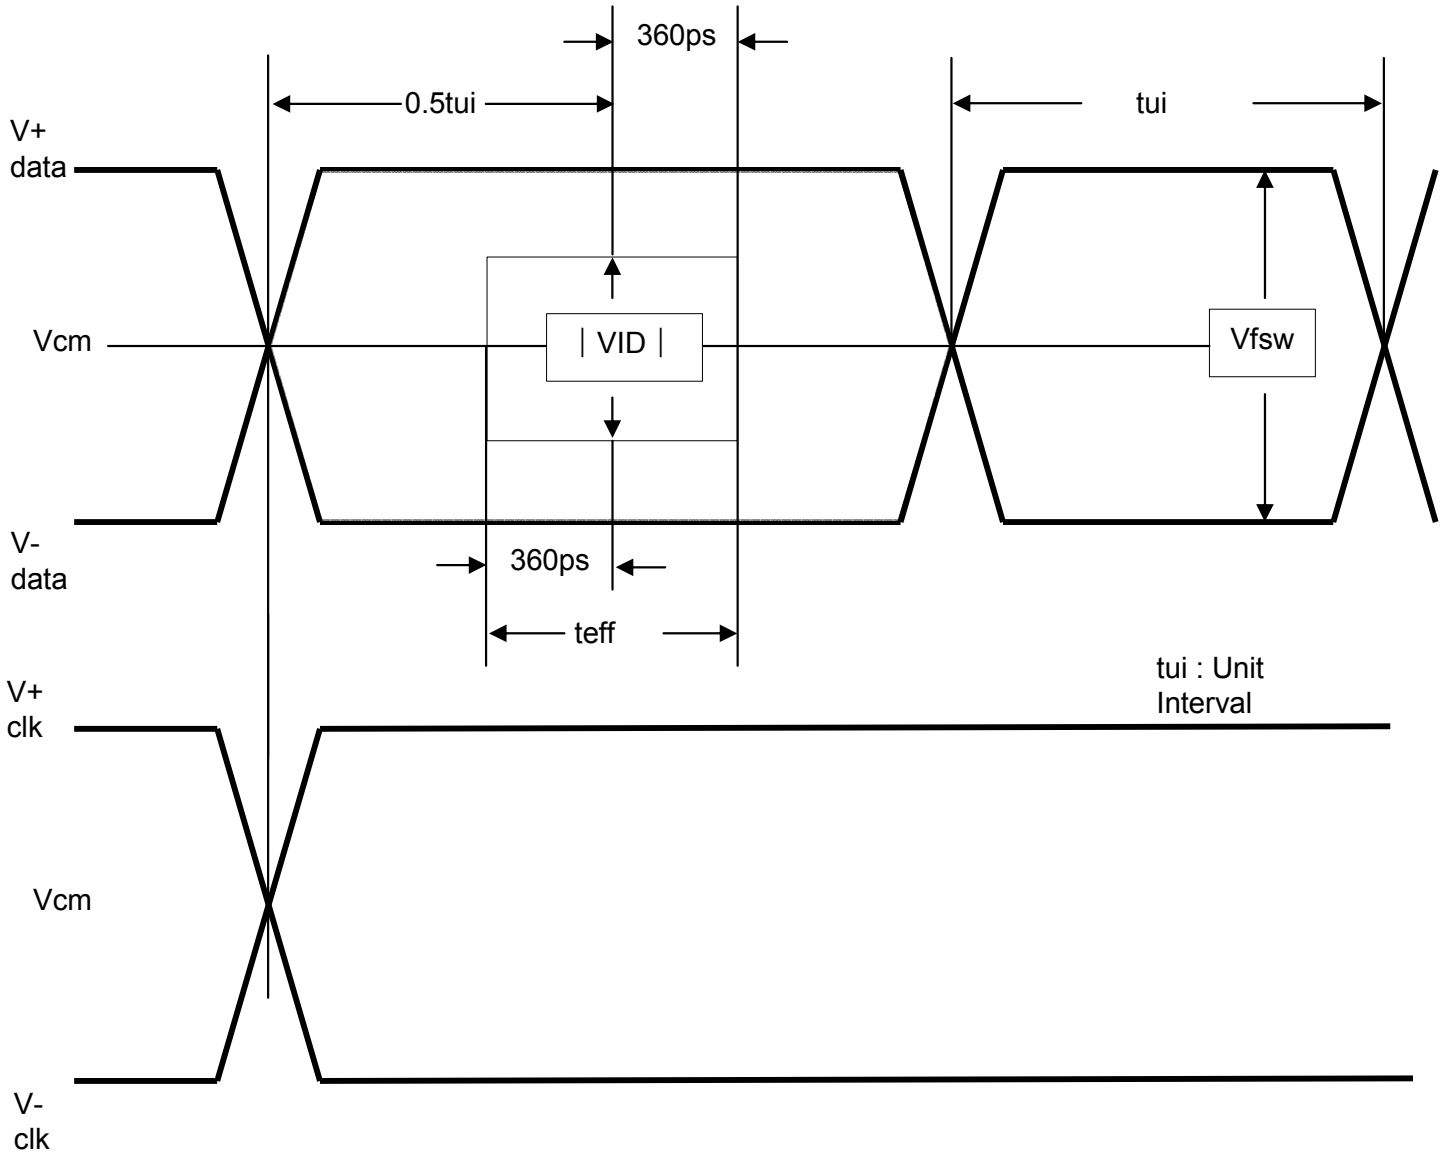 360ps
0.5tui
tui
V+
data
Vcm
| VID |
Vfsw
V-
data
360ps
teff
tui : Unit
Interval
V+
clk
Vcm
V-
clk